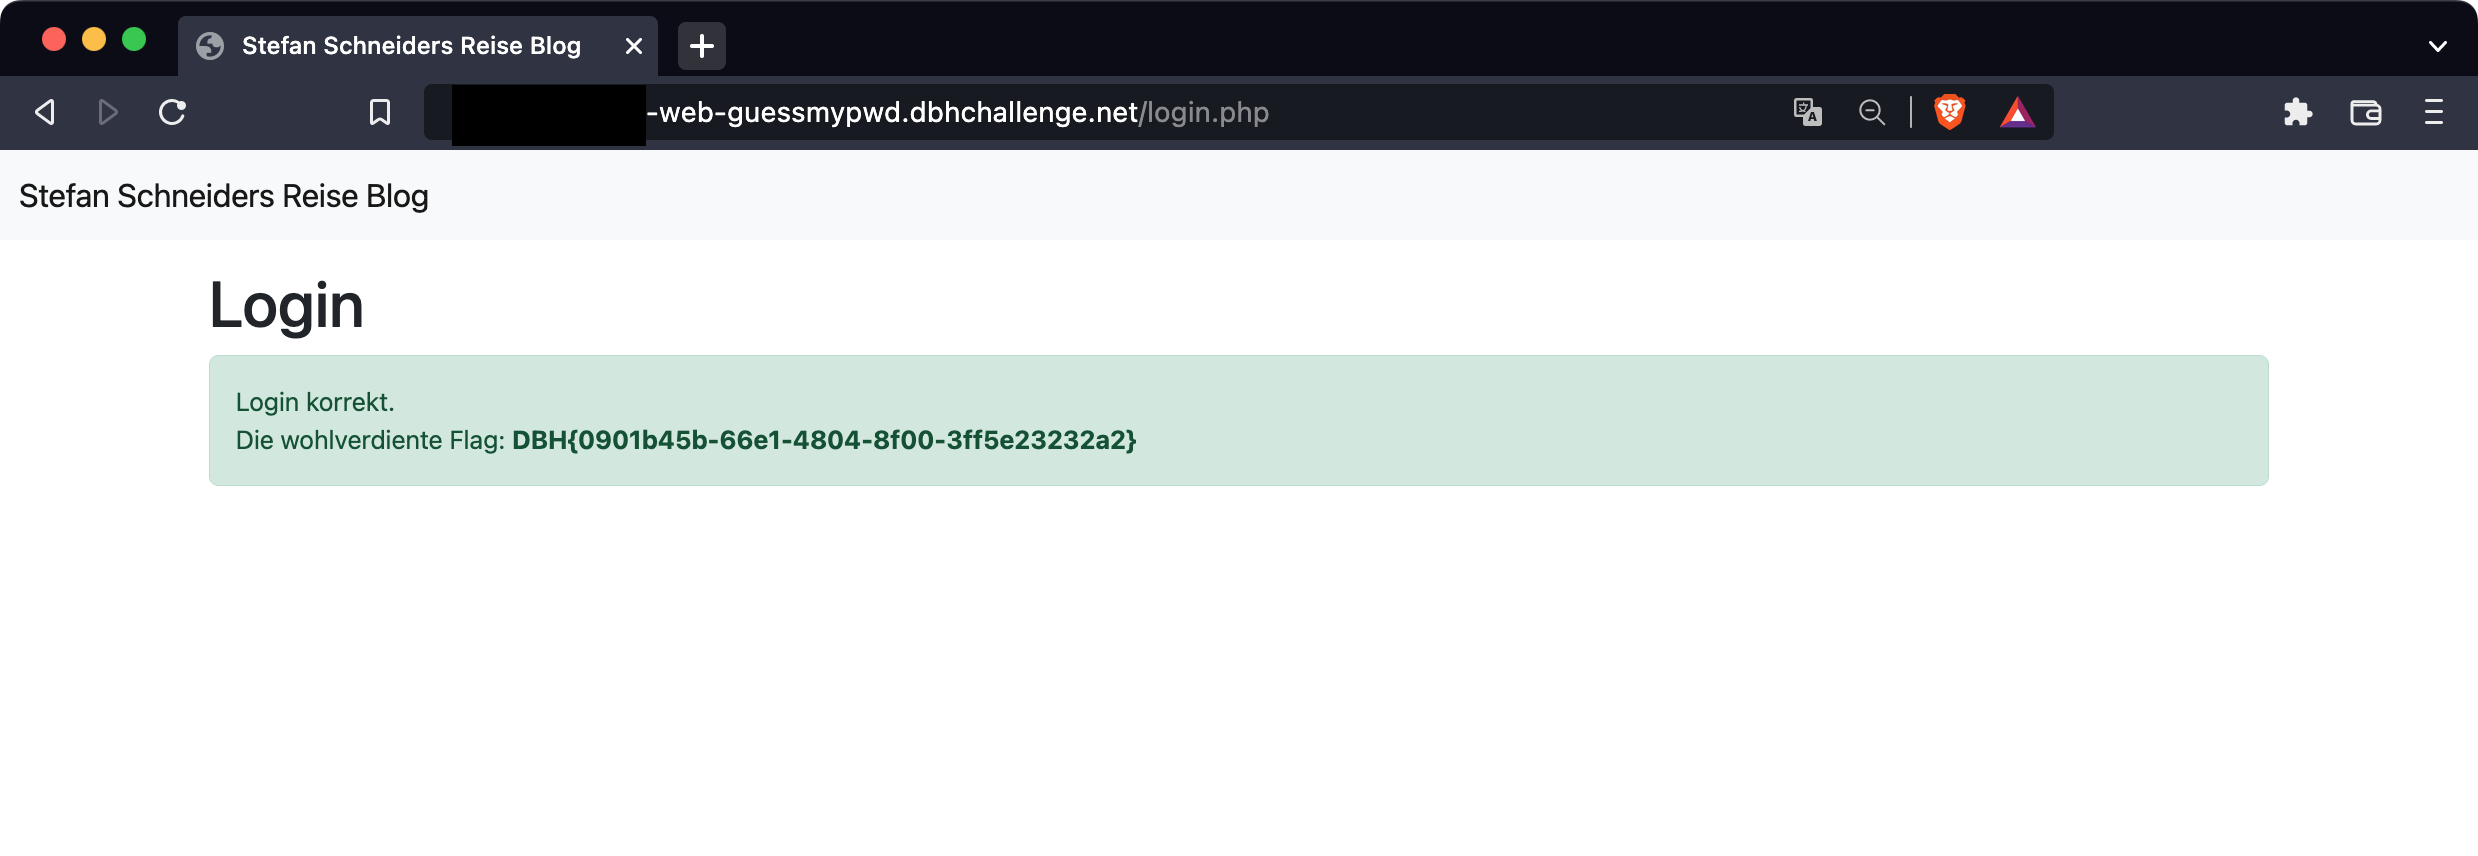 Stefan Schneiders Reise Blog
-web-guessmypwd.dbhchallenge.net/login.php
Stefan Schneiders Reise Blog
Login
Login korrekt.
Die wohlverdiente Flag: DBH{0901b45b-66e1-4804-8f00-3ff5e23232a2}